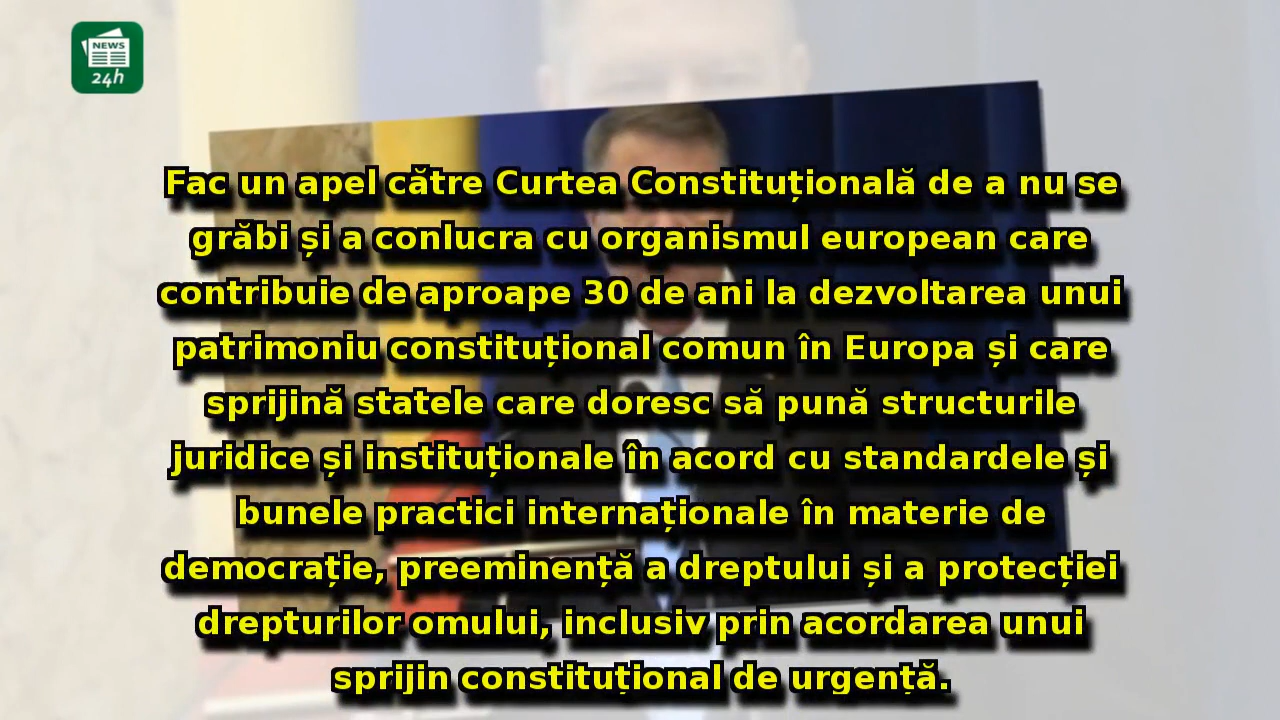 NEWS
24h
Fac un apel către Curtea Constituțională de a nu se
grăbi și a conlucra cu organismul european care
contribuie de aproape 30 de ani la dezvoltarea unui
patrimoniu constituțional comun în Europa și care
sprijină statele care doresc să pună structurile
juridice și instituționale în acord cu standardele și
bunele practici internaționale în materie de
democrație, preeminență a dreptului și a protecției
drepturilor omului, inclusiv prin acordarea unui
sprijin constituțional de urgență.